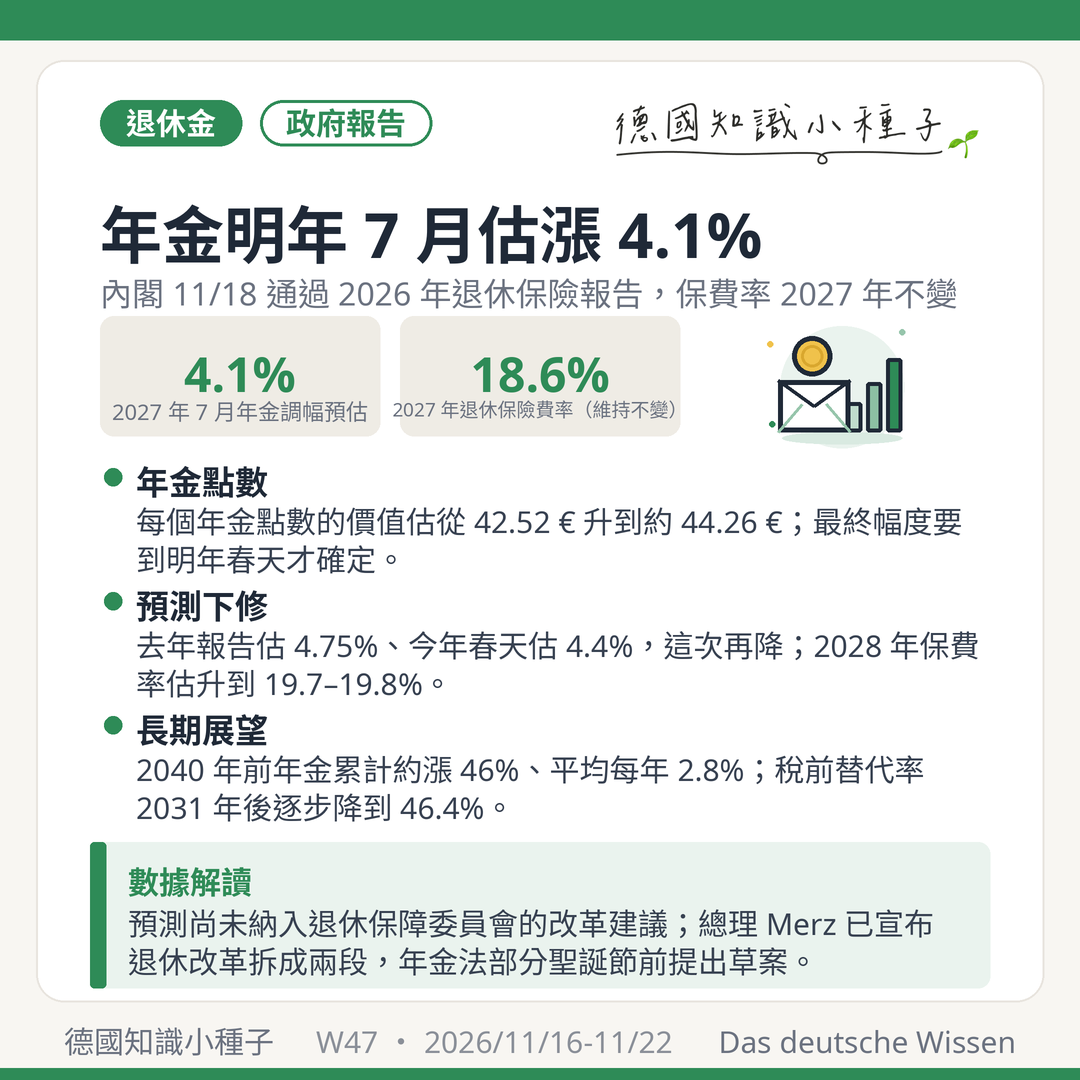 退休金
政府報告
德國知識小種子
年金明年 7 月估漲 4.1%
內閣 11/18 通過 2026 年退休保險報告，保費率 2027 年不變
4.1%
2027 年 7 月年金調幅預估
18.6%
2027 年退休保險費率（維持不變）
年金點數
每個年金點數的價值估從 42.52 € 升到約 44.26 €；最終幅度要
到明年春天才確定。
預測下修
去年報告估 4.75%、今年春天估 4.4%，這次再降；2028 年保費
率估升到 19.7–19.8%。
長期展望
2040 年前年金累計約漲 46%、平均每年 2.8%；稅前替代率
2031 年後逐步降到 46.4%。
數據解讀
預測尚未納入退休保障委員會的改革建議；總理 Merz 已宣布
退休改革拆成兩段，年金法部分聖誕節前提出草案。
德國知識小種子
W47 • 2026/11/16-11/22
Das deutsche Wissen